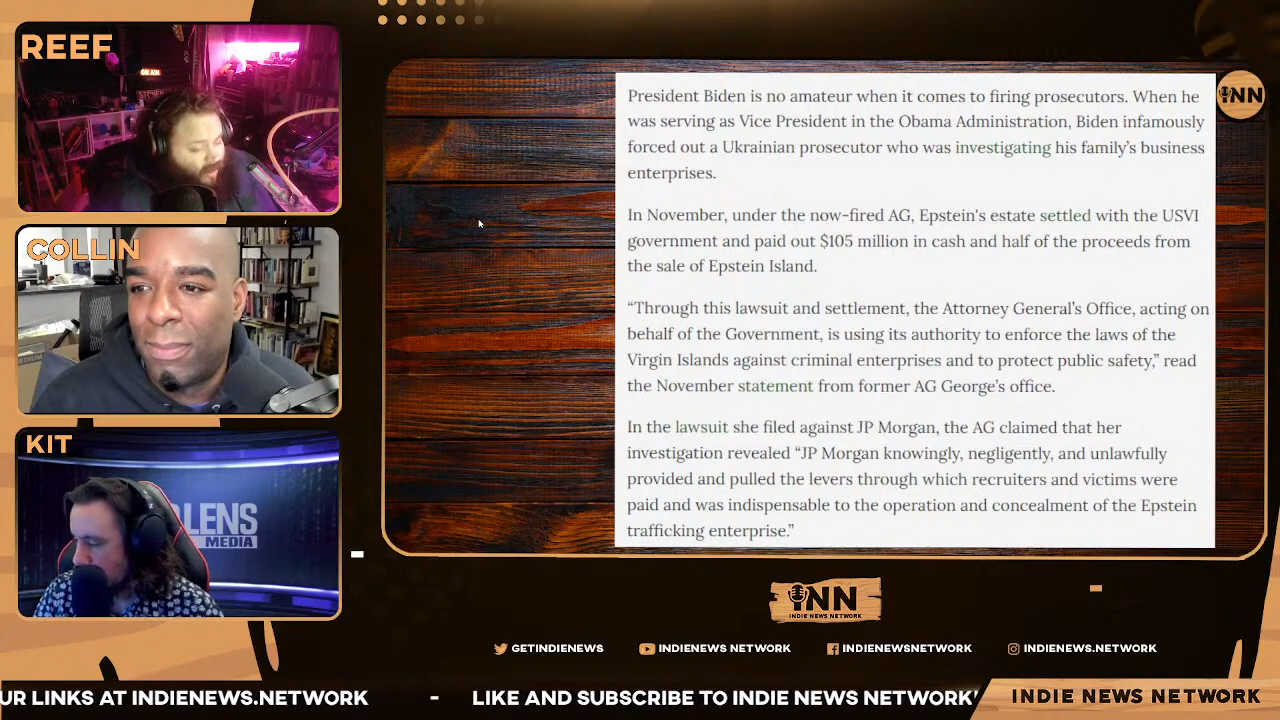 REEF
ON AIR
COLLIN
KIT
LENS
MEDIA
President Biden is no amateur when it comes to firing prosecutors. When he
was serving as Vice President in the Obama Administration, Biden infamously
forced out a Ukrainian prosecutor who was investigating his family's business
enterprises.
In November, under the now-fired AG, Epstein's estate settled with the USVI
government and paid out $105 million in cash and half of the proceeds from
the sale of Epstein Island.
“Through this lawsuit and settlement, the Attorney General's Office, acting on
behalf of the Government, is using its authority to enforce the laws of the
Virgin Islands against criminal enterprises and to protect public safety,” read
the November statement from former AG George's office.
In the lawsuit she filed against JP Morgan, the AG claimed that her
investigation revealed “JP Morgan knowingly, negligently, and unlawfully
provided and pulled the levers through which recruiters and victims were
paid and was indispensable to the operation and concealment of the Epstein
trafficking enterprise.”
INN
INN
INDIE NEWS NETWORK
GETINDIENEWS INDIENEWS NETWORK INDIENEWSNETWORK INDIENEWS.NETWORK
UR LINKS AT INDIENEWS.NETWORK - LIKE AND SUBSCRIBE TO INDIE NEWS NETWORK
INDIE NEWS NETWORK